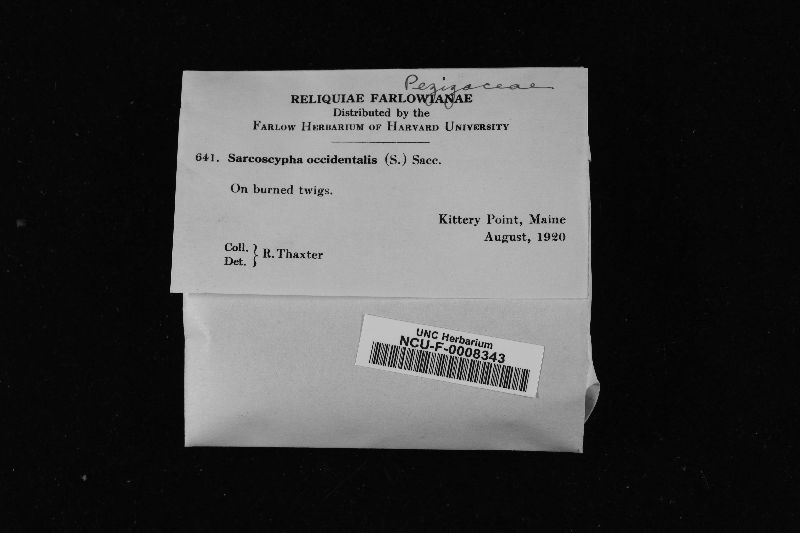 Pezizaceae
RELIQUIAE FARLOWIANAE
Distributed by the
FARLOW HERBARIUM OF HARVARD UNIVERSITY
641. Sarcoscypha occidentalis (S.) Sacc.
On burned twigs.
Kittery Point, Maine
August, 1920
Coll.
Det. } R. Thaxter
UNC Herbarium
NCU-F-0008343